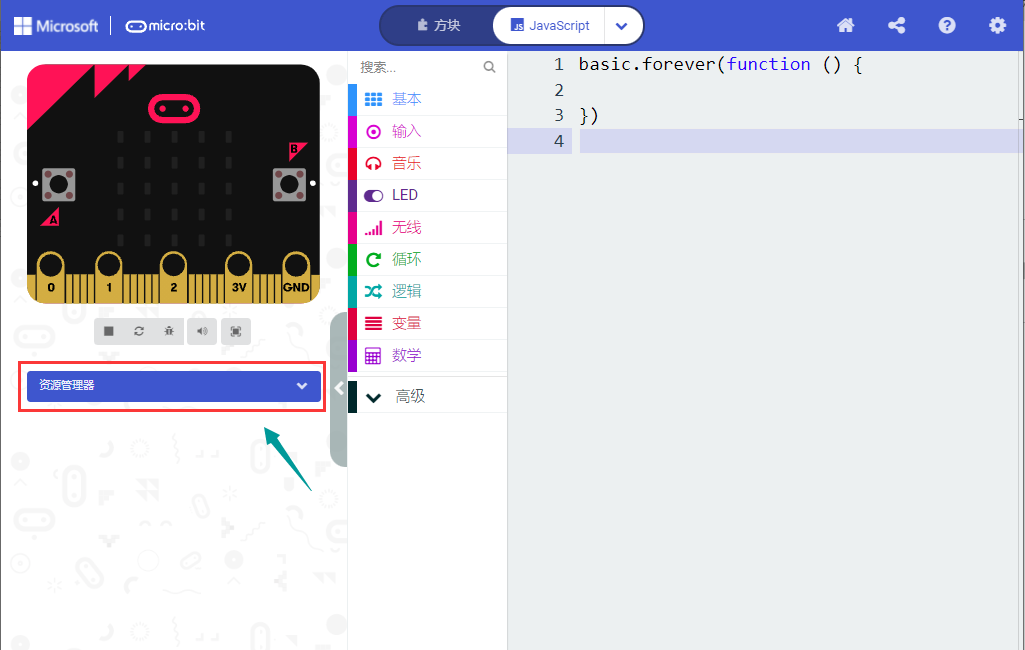 Microsoft micro:bit 方块 JS JavaScript
搜索...
基本
输入
音乐
LED
无线
循环
逻辑
变量
数学
高级
B
A
0 1 2 3V GND
资源管理器
1 basic.forever(function () {
2
3 })
4